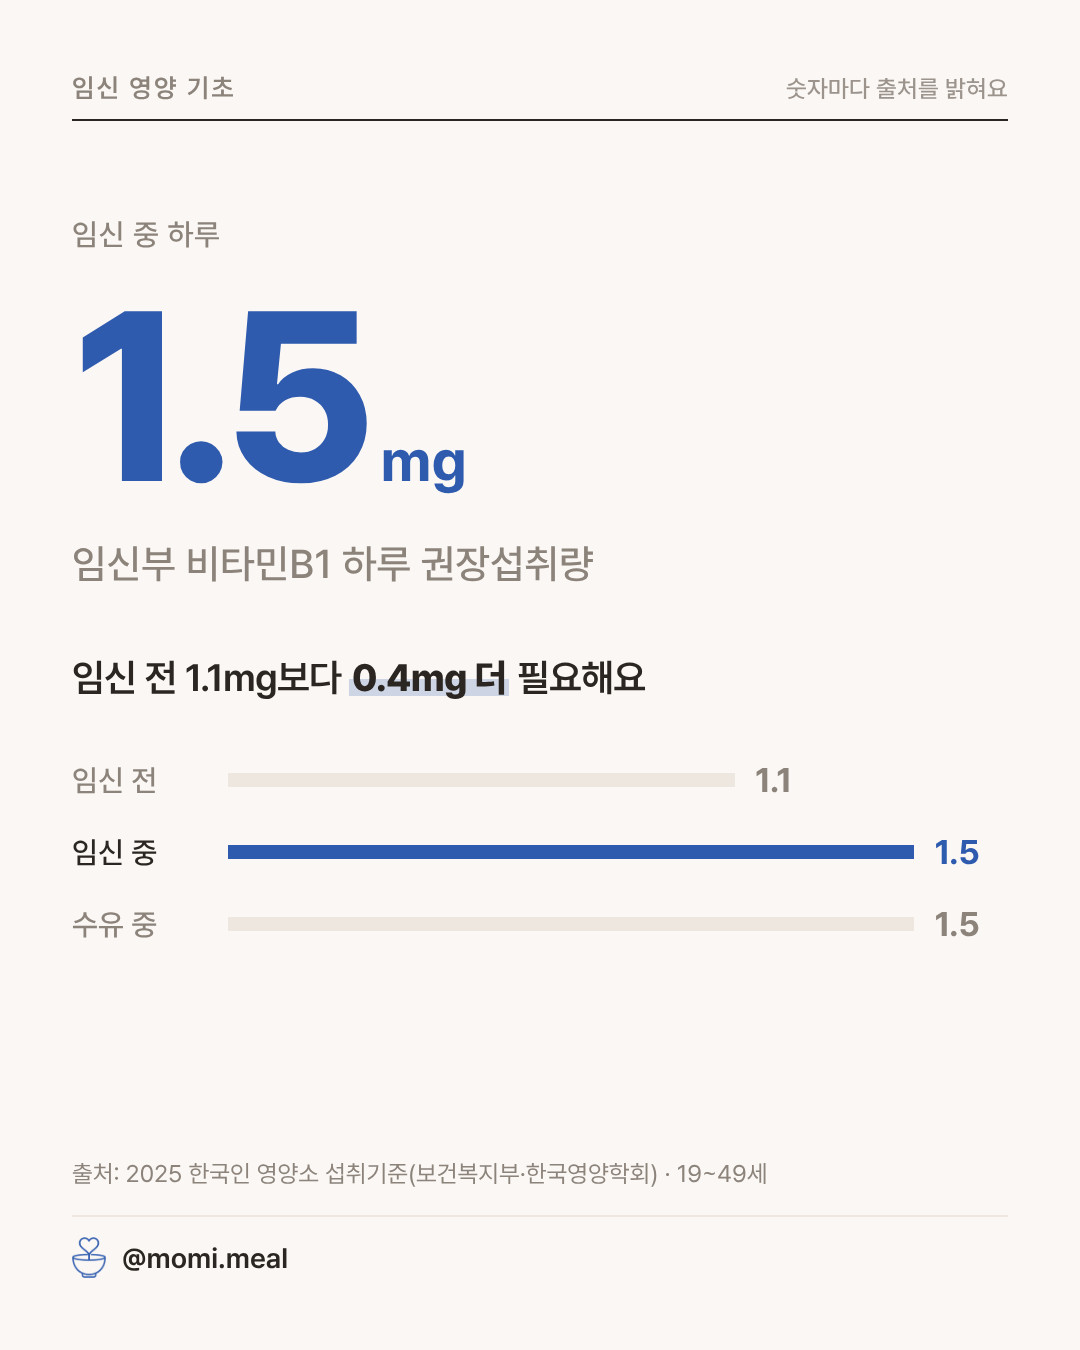 임신 영양 기초
숫자마다 출처를 밝혀요
임신 중 하루
1.5 mg
임신부 비타민B1 하루 권장섭취량
임신 전 1.1mg보다 0.4mg 더 필요해요
임신 전 1.1
임신 중 1.5
수유 중 1.5
출처: 2025 한국인 영양소 섭취기준(보건복지부·한국영양학회) · 19~49세
@momi.meal